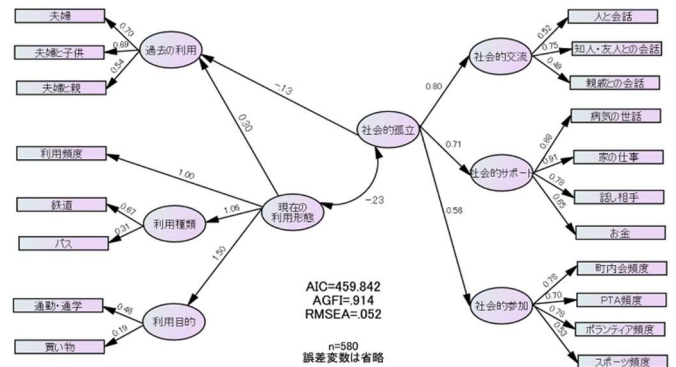 夫婦
0.70
夫婦と子供
0.69
夫婦と親
0.54
過去の利用
-.13
0.30
利用頻度
1.00
鉄道
0.67
バス
0.31
利用種類
1.06
現在の
利用形態
-.23
1.50
通勤・通学
0.46
買い物
0.19
利用目的
社会的孤立
0.80
0.71
0.56
社会的交流
0.52
人と会話
0.75
知人・友人との会話
0.49
親戚との会話
社会的サポート
0.88
病気の世話
0.91
家の仕事
0.78
話し相手
0.65
お金
社会的参加
0.78
町内会頻度
0.70
PTA頻度
0.78
ボランティア頻度
0.33
スポーツ頻度
AIC=459.842
AGFI=.914
RMSEA=.052
n=580
誤差変数は省略